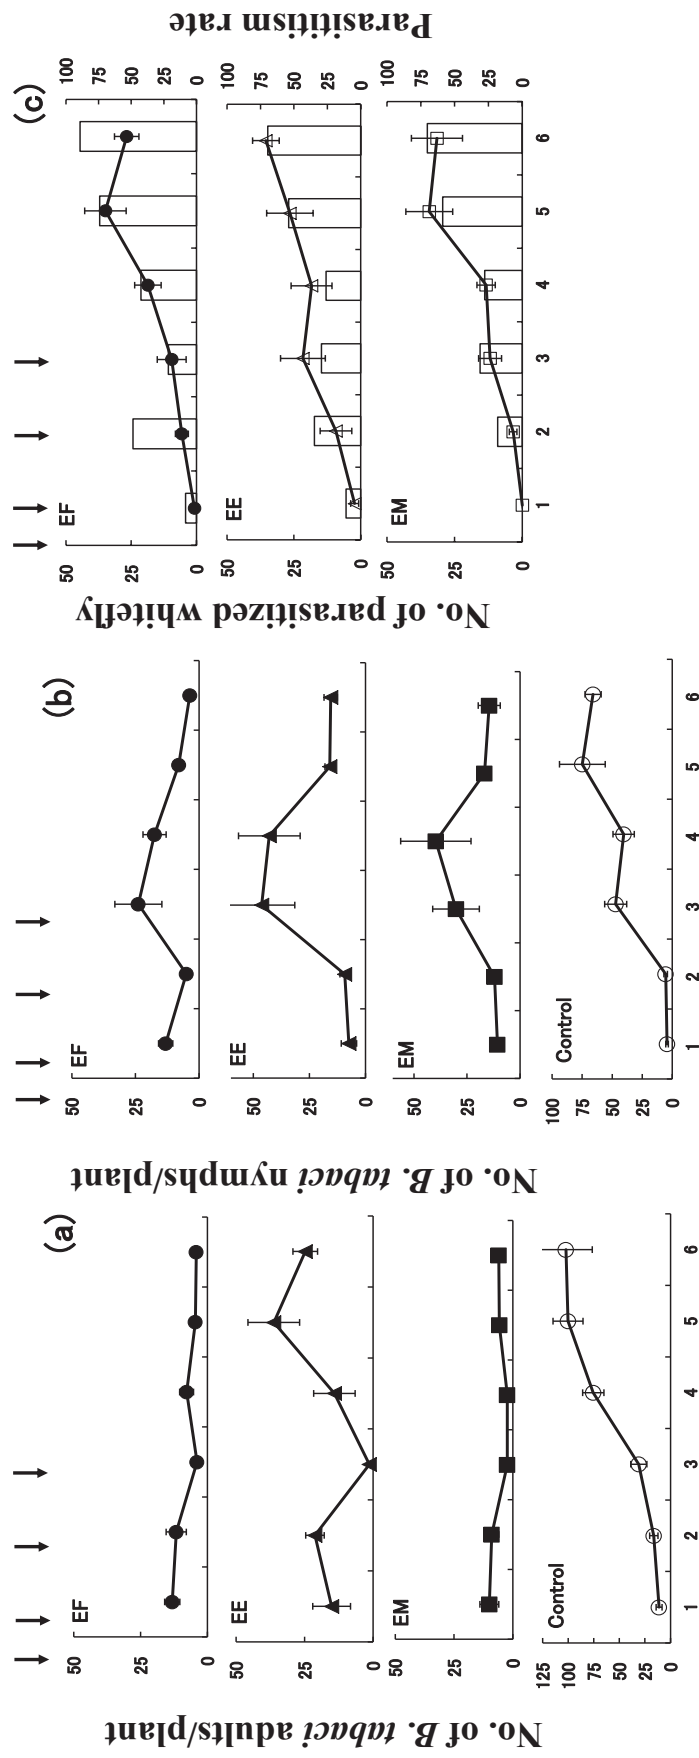 (a)
No. of B. tabaci adults/plant
EF
50
25
0
EE
50
25
0
EM
50
25
0
Control
125
100
75
50
25
0
1 2 3 4 5 6
(b)
No. of B. tabaci nymphs/plant
EF
50
25
0
EE
50
25
0
EM
50
25
0
Control
100
75
50
25
0
1 2 3 4 5 6
(c)
No. of parasitized whitefly
Parasititism rate
EF
50
25
0
100
75
50
25
0
EE
50
25
0
100
75
50
25
0
EM
50
25
0
100
75
50
25
0
1 2 3 4 5 6